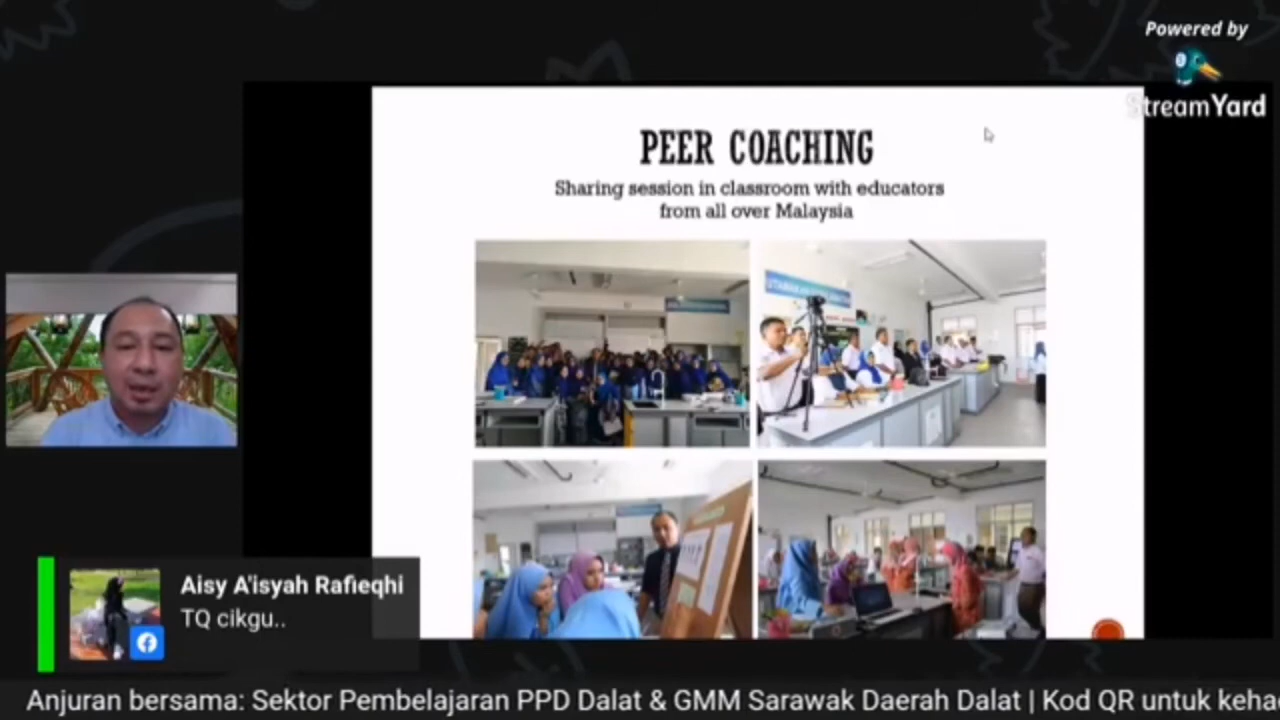 Powered by
StreamYard
PEER COACHING
Sharing session in classroom with educators
from all over Malaysia
Aisy A'isyah Rafieqhi
TQ cikgu..
Anjuran bersama: Sektor Pembelajaran PPD Dalat & GMM Sarawak Daerah Dalat | Kod QR untuk keha